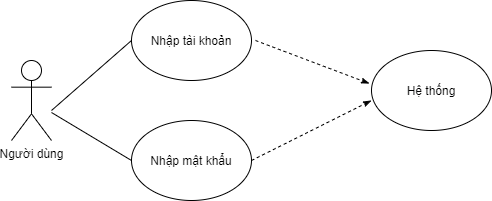 Nhập tài khoản
Hệ thống
Người dùng
Nhập mật khẩu